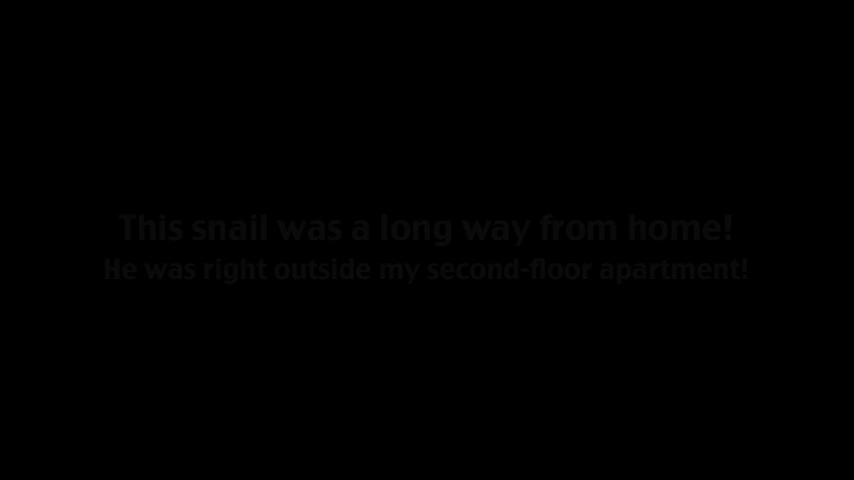 This snail was a long way from home!
He was right outside my second-floor apartment!